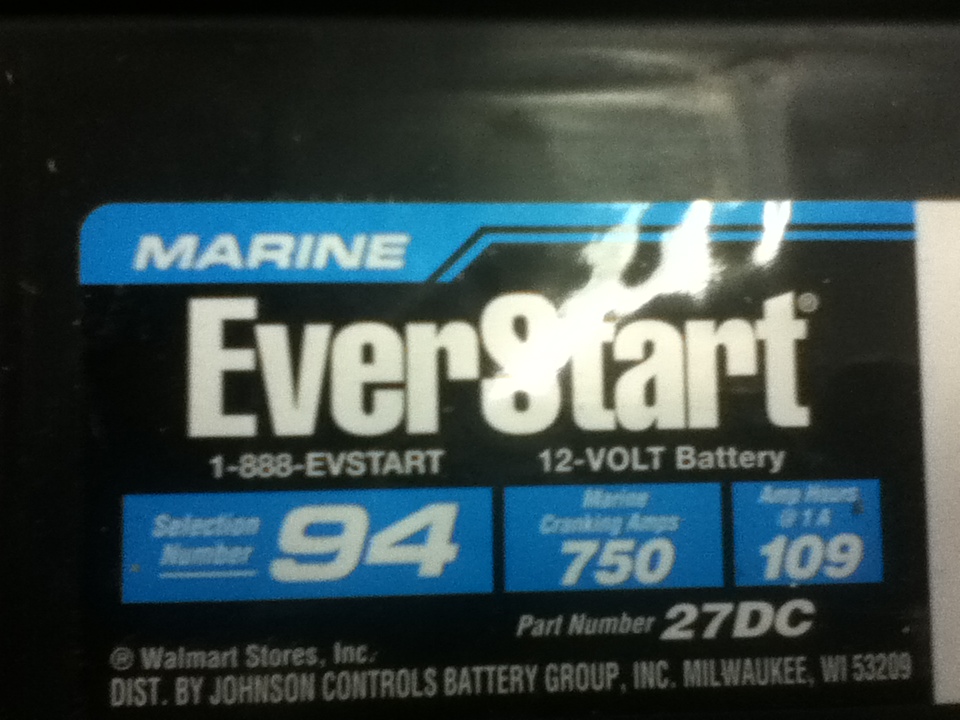 MARINE
EverStart®
1-888-EVSTART 12-VOLT Battery
Selection Number 94
Marine Cranking Amps 750
Amp Hours @ 1 A 109
Part Number 27DC
® Walmart Stores, Inc.
DIST. BY JOHNSON CONTROLS BATTERY GROUP, INC. MILWAUKEE, WI 53209